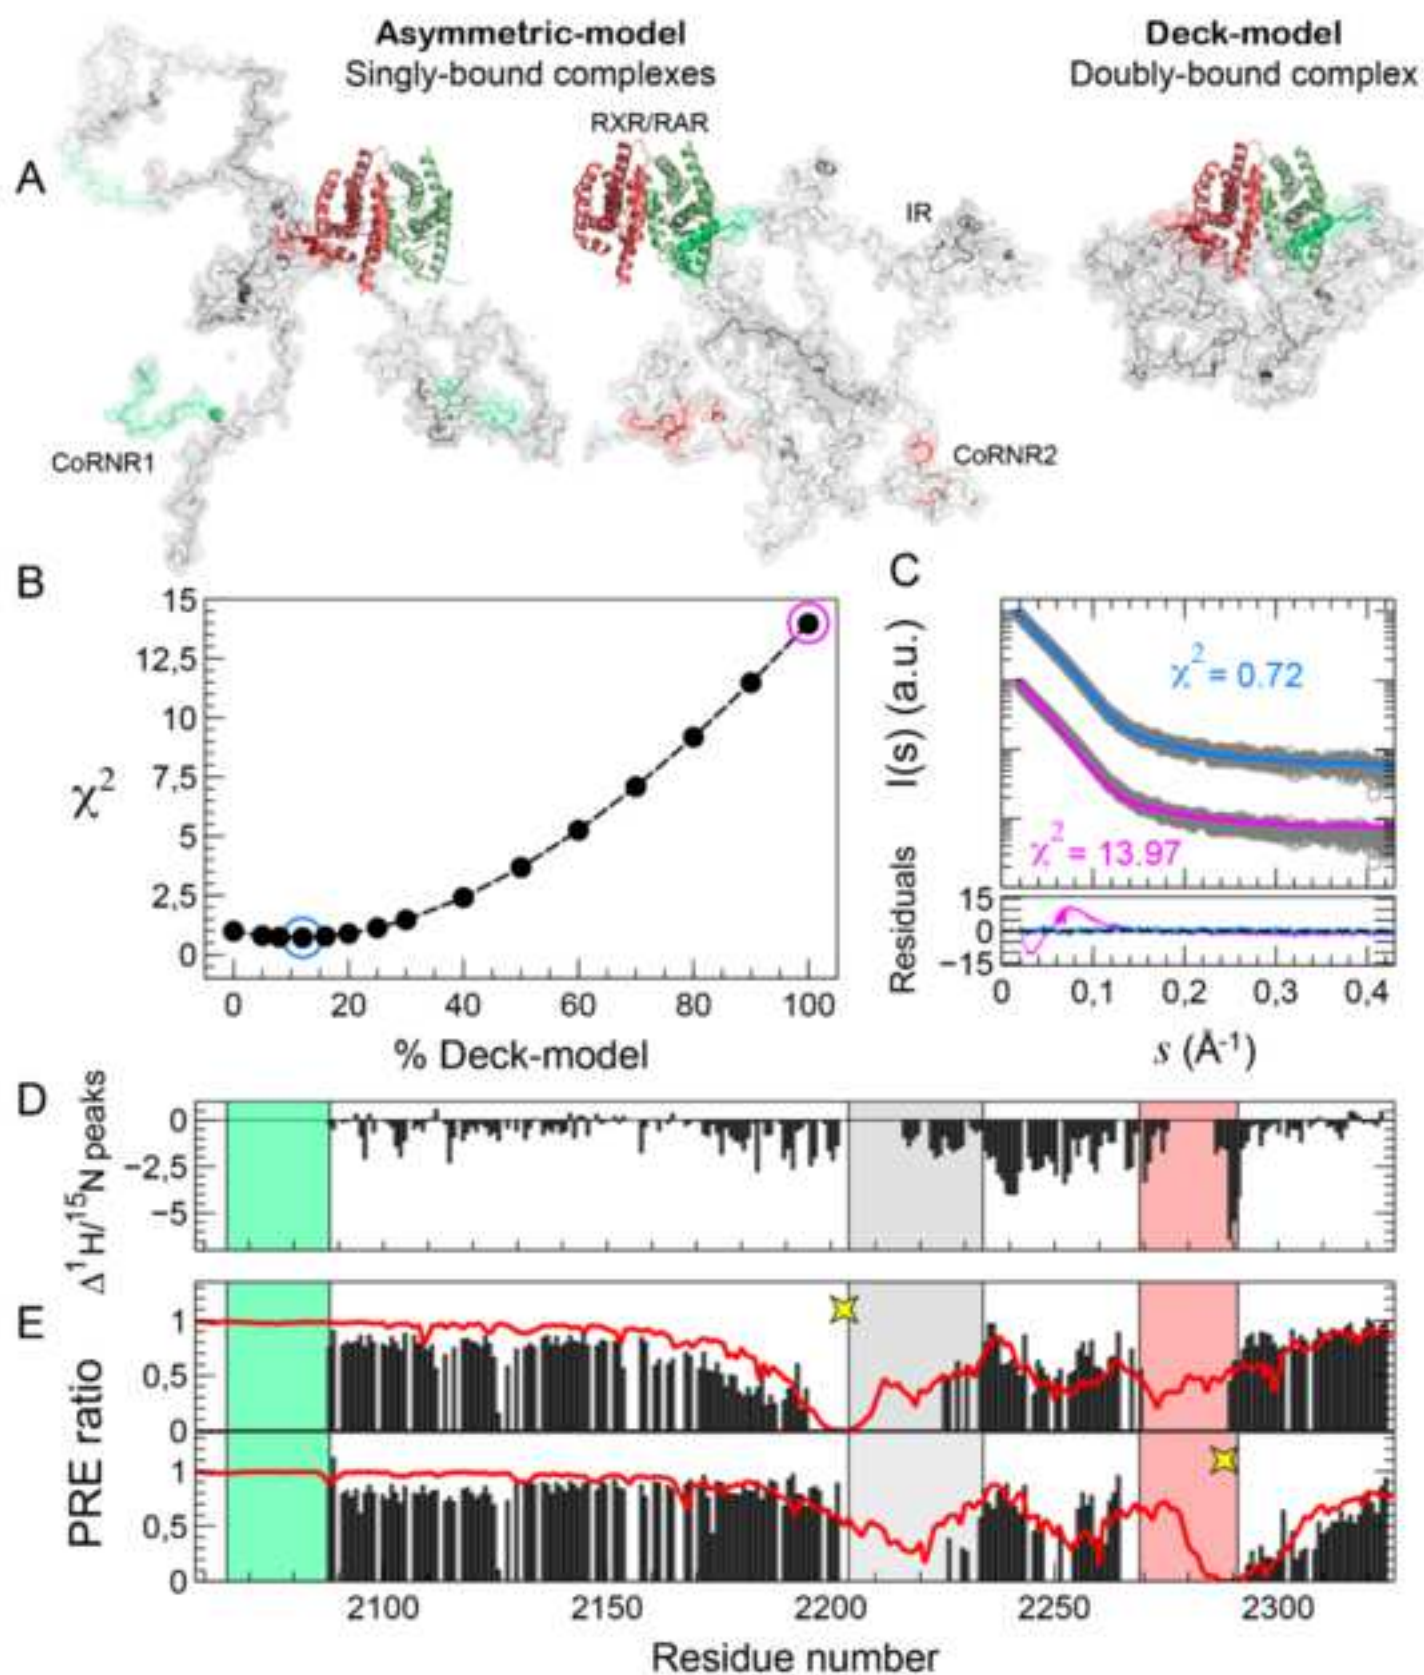 Asymmetric-model
Singly-bound complexes
Deck-model
Doubly-bound complex
A
RXR/RAR
IR
CoRNR1
CoRNR2
B
15
12,5
10
7,5
5
2,5
0
χ²
0 20 40 60 80 100
% Deck-model
C
I(s) (a.u.)
χ² = 0.72
χ² = 13.97
Residuals
15
0
−15
0 0,1 0,2 0,3 0,4
s (Å⁻¹)
D
Δ¹H/¹⁵N peaks
0
−2,5
−5
E
PRE ratio
1
0,5
0
1
0,5
0
2100 2150 2200 2250 2300
Residue number